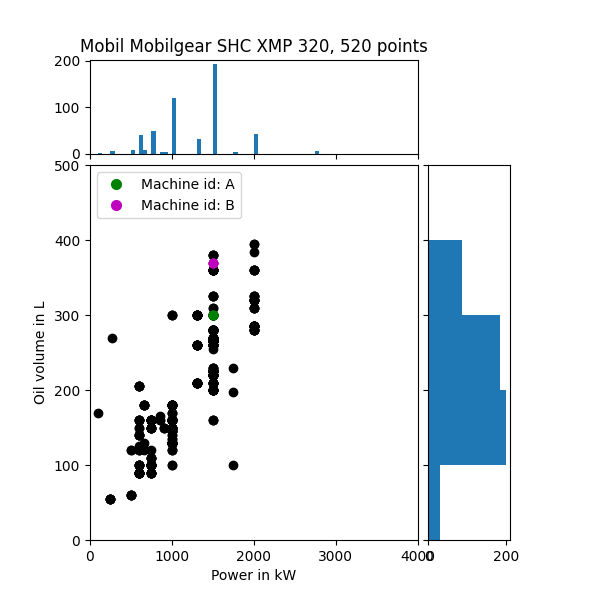 Mobil Mobilgear SHC XMP 320, 520 points
200
100
0
500
400
300
200
100
0
Machine id: A
Machine id: B
Oil volume in L
0 1000 2000 3000 4000
0 200
Power in kW